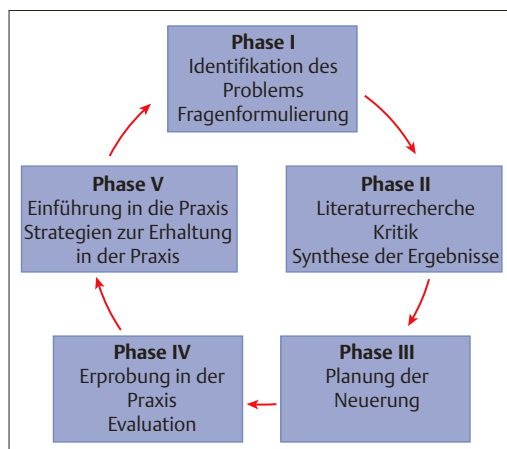 Phase I
Identifikation des
Problems
Fragenformulierung
Phase II
Literaturrecherche
Kritik
Synthese der Ergebnisse
Phase III
Planung der
Neuerung
Phase IV
Erprobung in der
Praxis
Evaluation
Phase V
Einführung in die Praxis
Strategien zur Erhaltung
in der Praxis